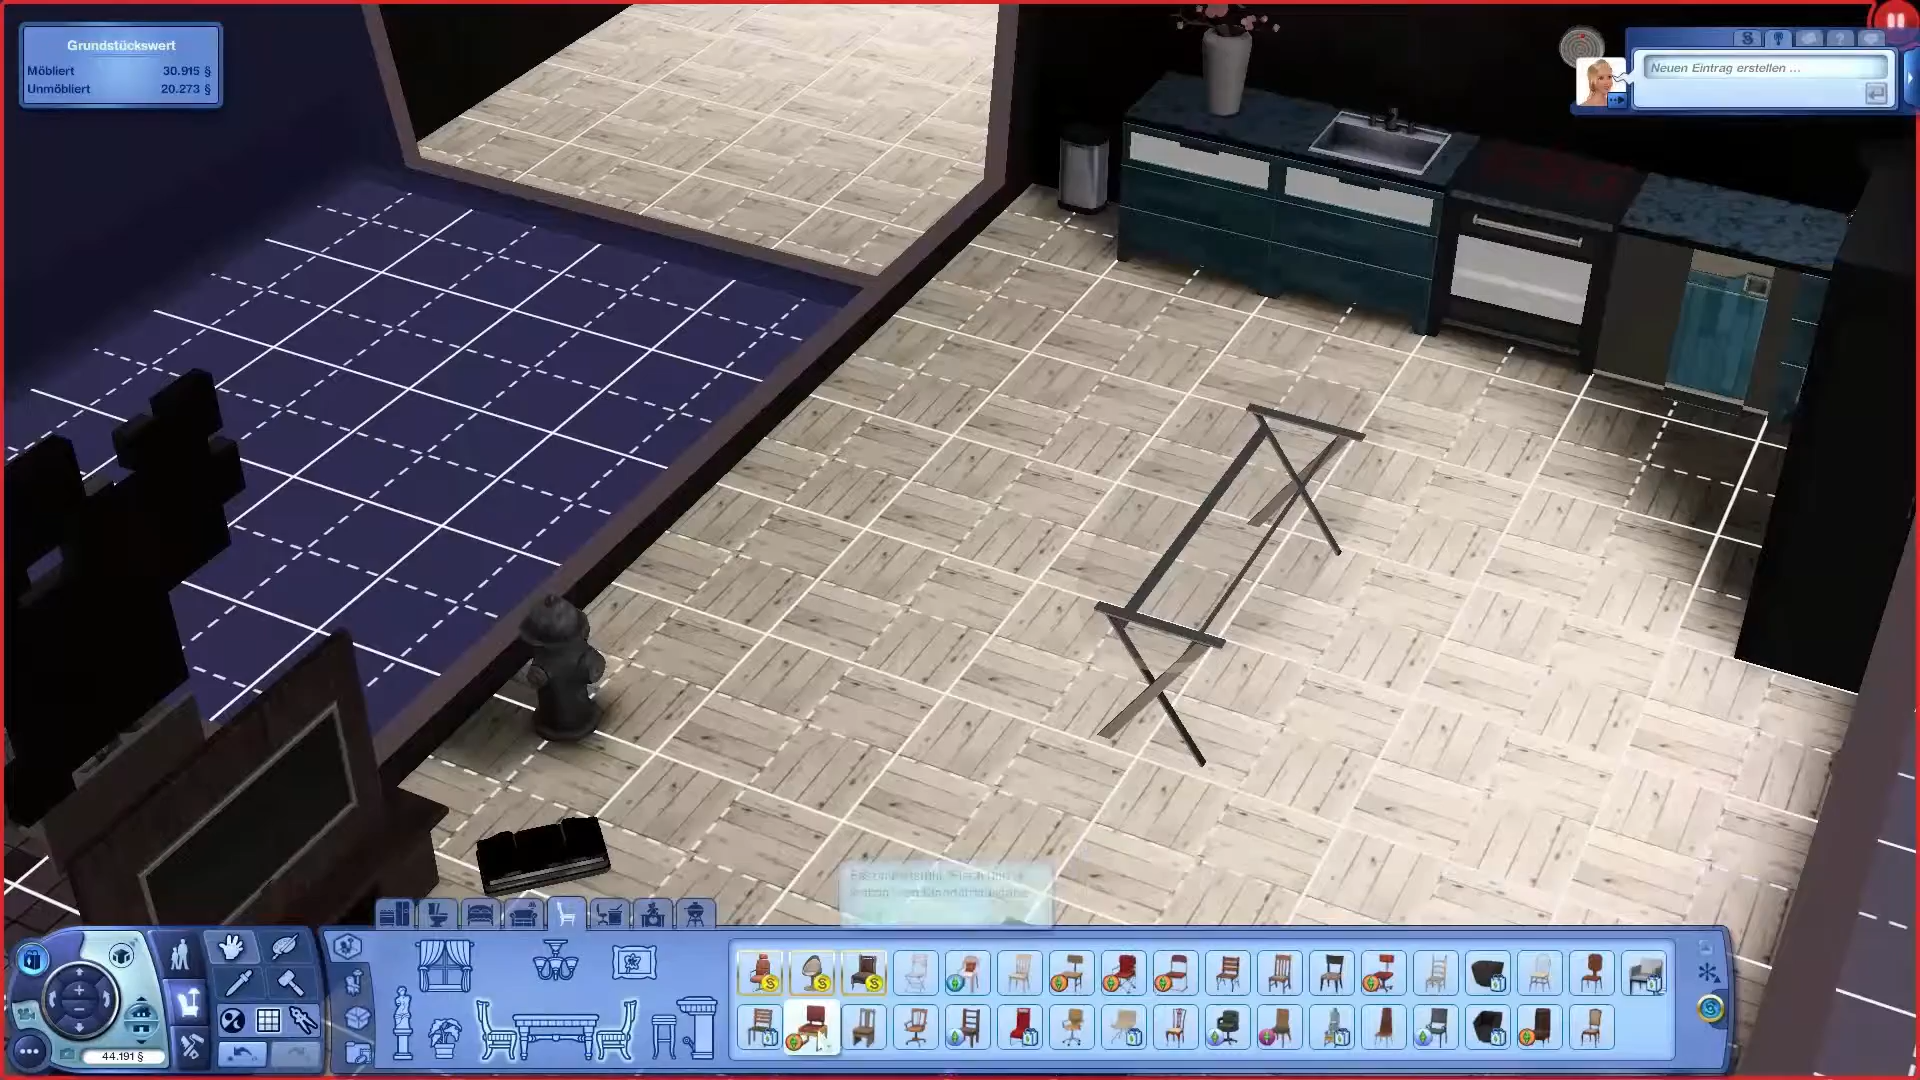 Grundstückswert
Möbliert 30.915 §
Unmöbliert 20.273 §
Neuen Eintrag erstellen ...
44.191 §